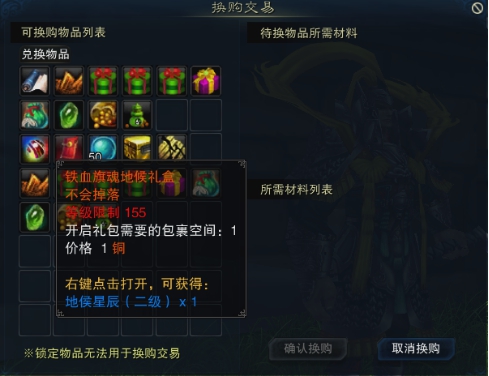 换购交易
可换购物品列表
待换物品所需材料
兑换物品
50
铁血旗魂地候礼盒
不会掉落
等级限制 155
所需材料列表
开启礼包需要的包裹空间：1
价格 1 铜
右键点击打开，可获得：
地侯星辰（二级）x 1
※锁定物品无法用于换购交易
确认换购
取消换购